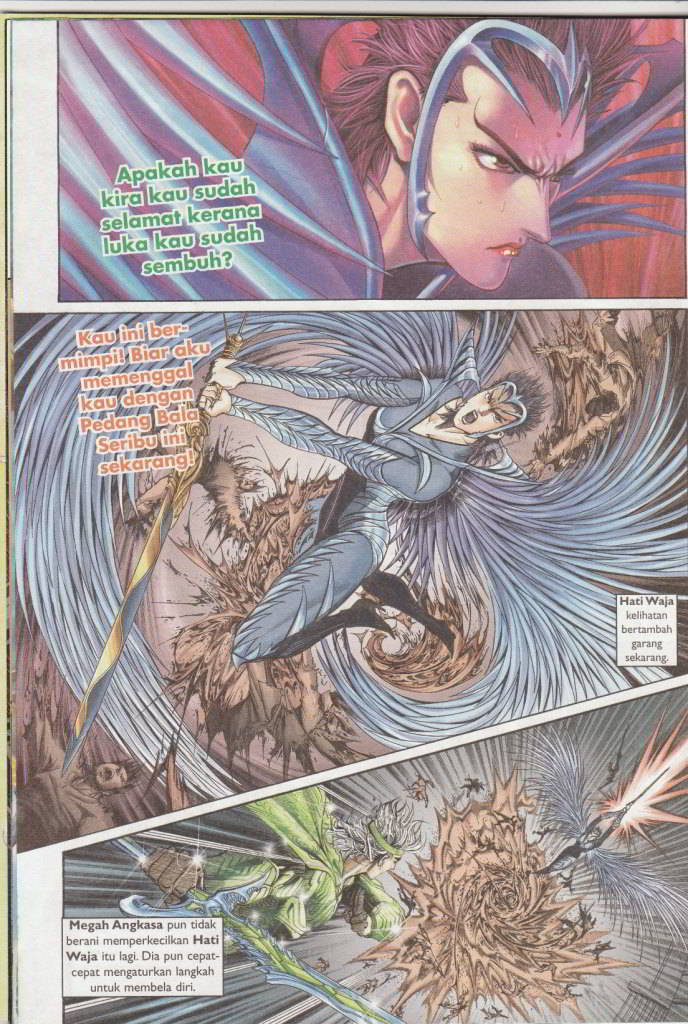 Apakah kau
kira kau sudah
selamat kerana
luka kau sudah
sembuh?
Kau ini ber-
mimpi! Biar aku
memenggal
kau dengan
Pedang Bala
Seribu ini
sekarang!
Hati Waja
kelihatan
bertambah
garang
sekarang.
Megah Angkasa pun tidak
berani memperkecilkan Hati
Waja itu lagi. Dia pun cepat-
cepat mengaturkan langkah
untuk membela diri.